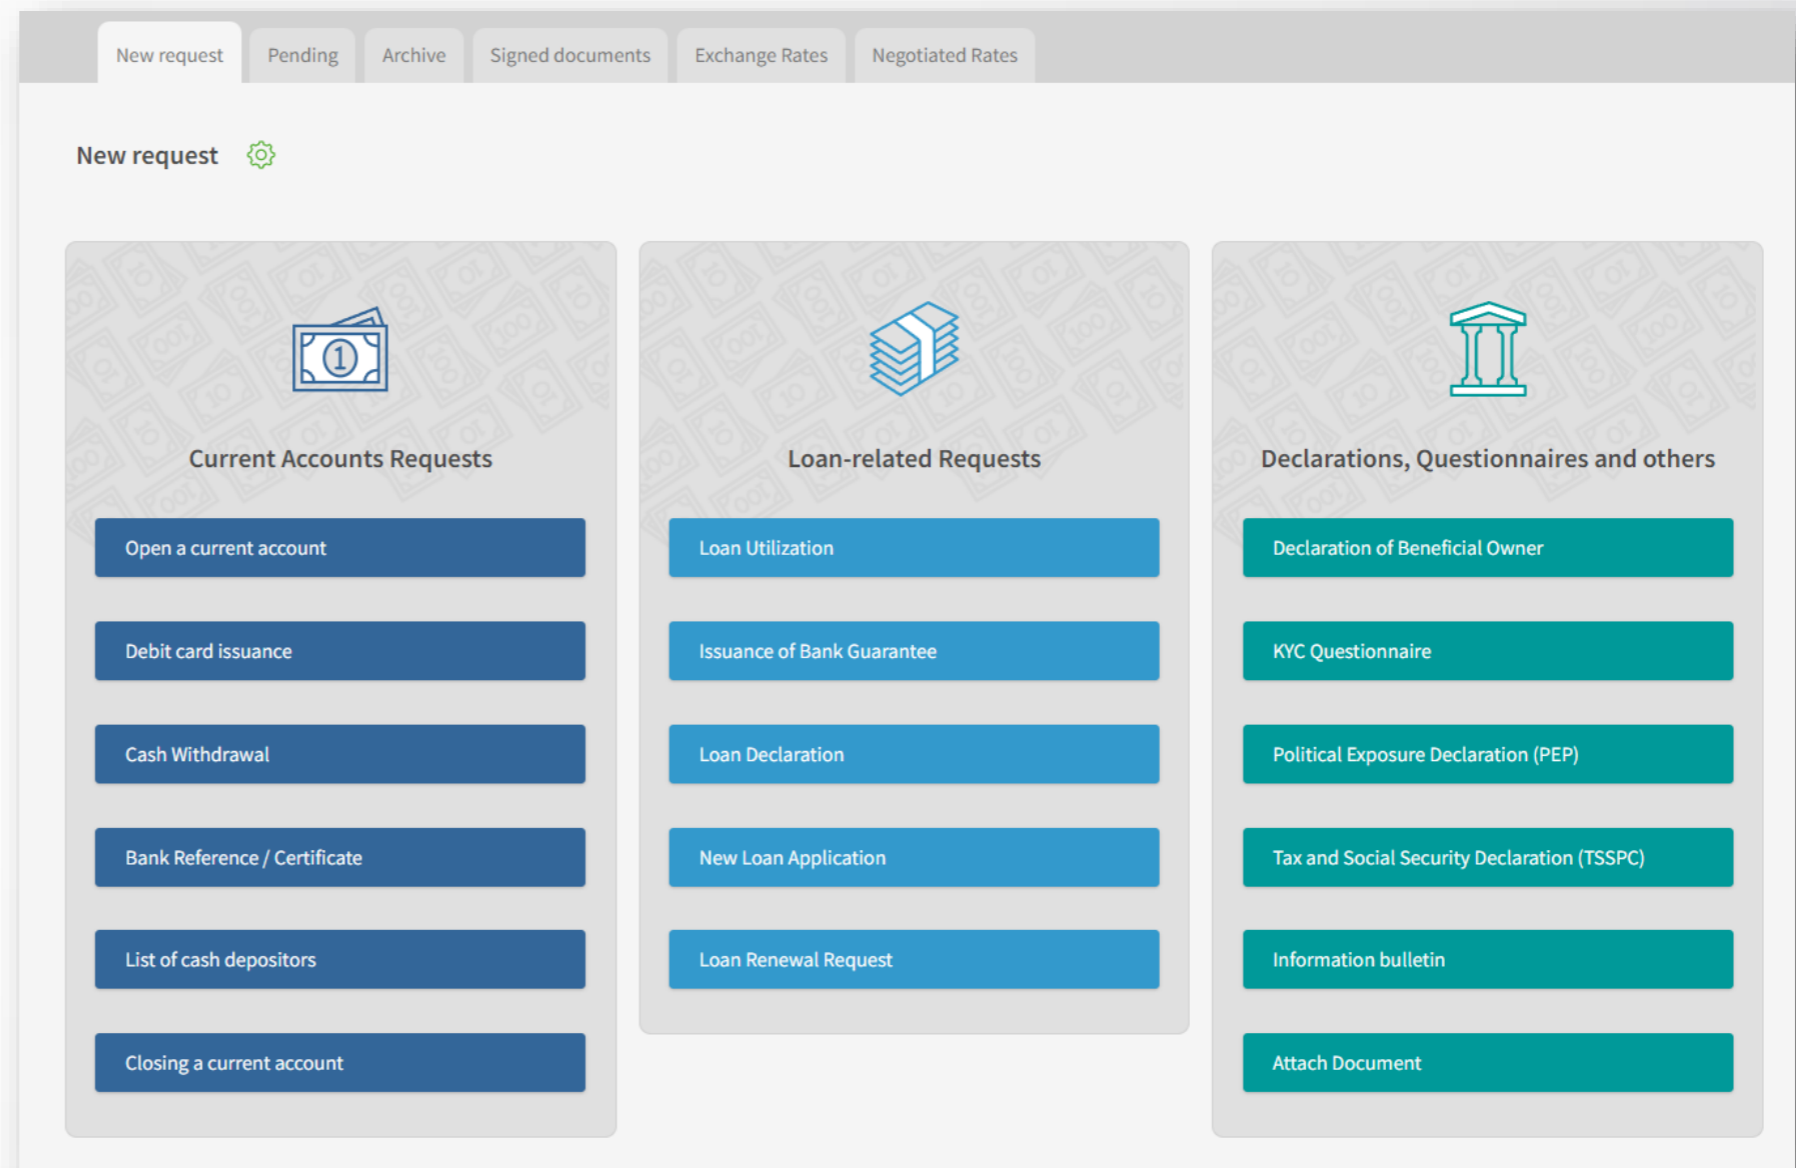 New request
Pending
Archive
Signed documents
Exchange Rates
Negotiated Rates
New request
Current Accounts Requests
Open a current account
Debit card issuance
Cash Withdrawal
Bank Reference / Certificate
List of cash depositors
Closing a current account
Loan-related Requests
Loan Utilization
Issuance of Bank Guarantee
Loan Declaration
New Loan Application
Loan Renewal Request
Declarations, Questionnaires and others
Declaration of Beneficial Owner
KYC Questionnaire
Political Exposure Declaration (PEP)
Tax and Social Security Declaration (TSSPC)
Information bulletin
Attach Document